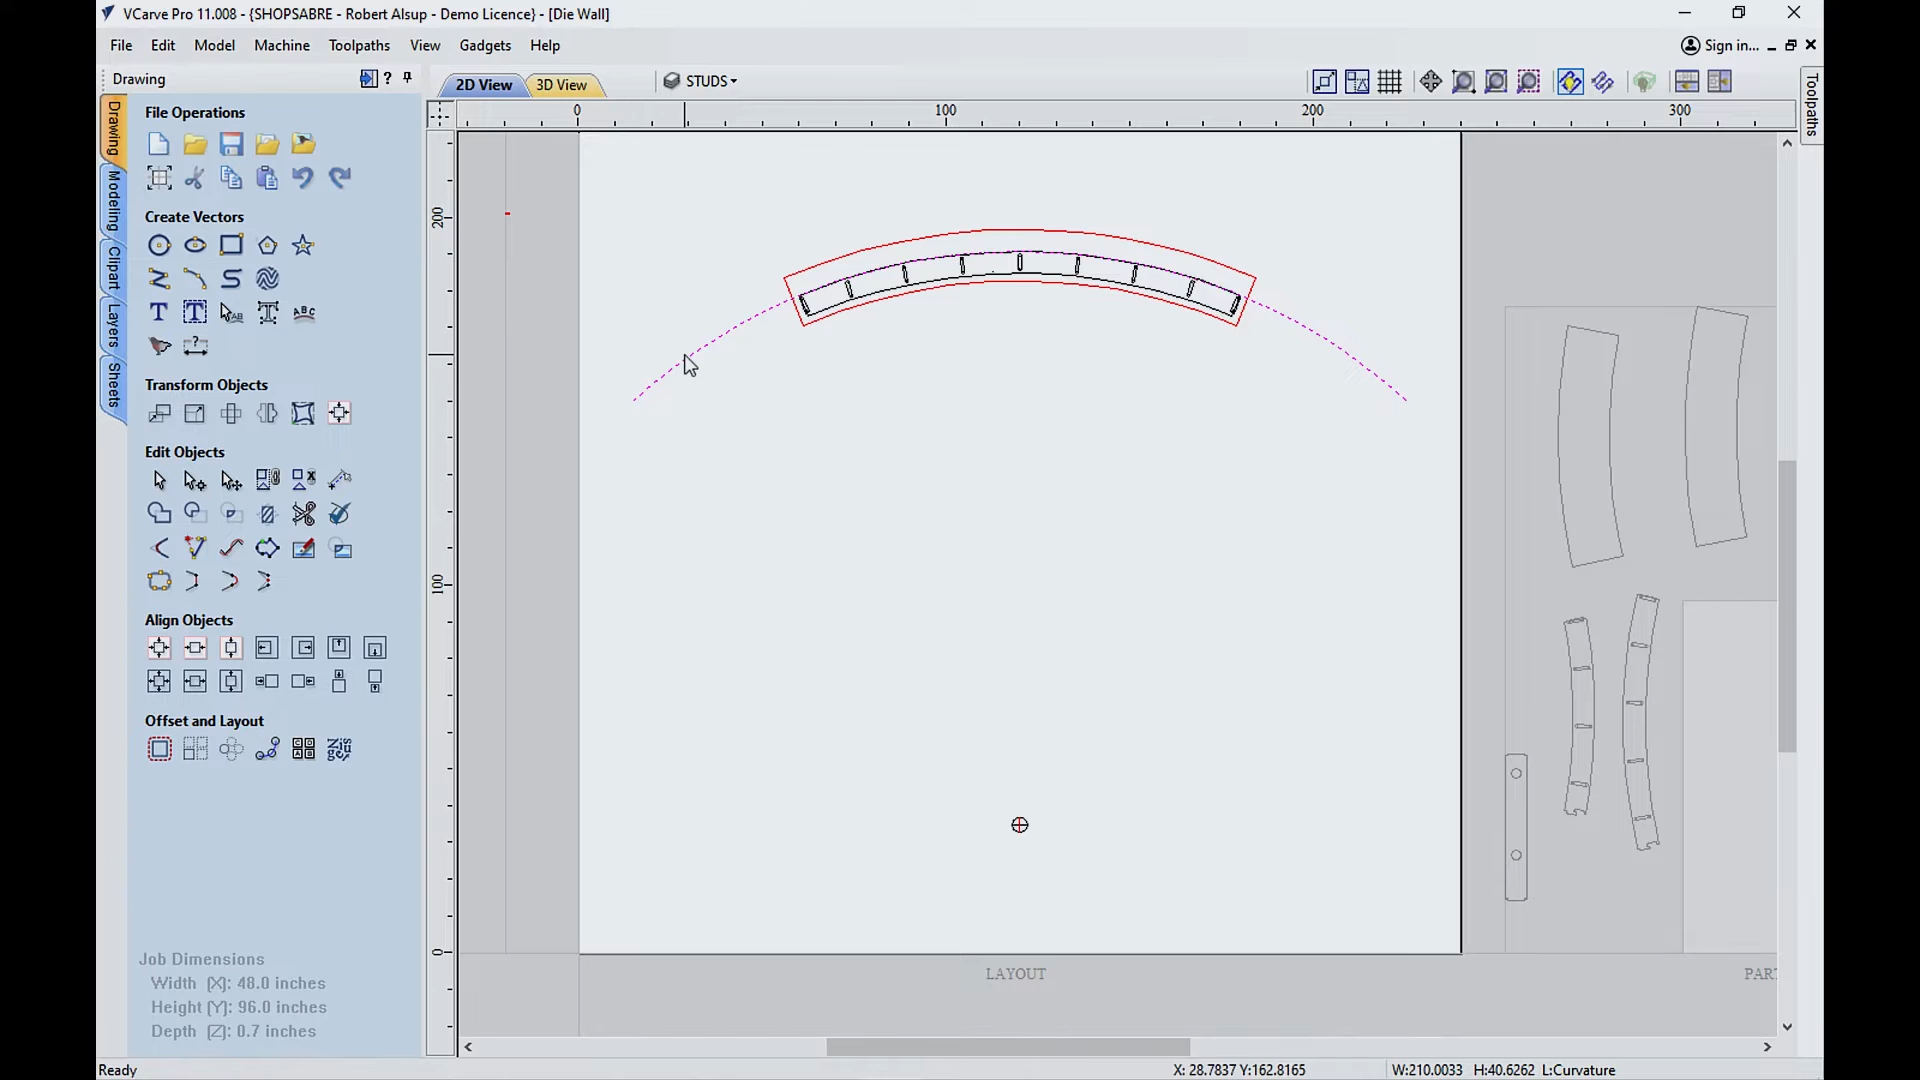 VCarve Pro 11.008 - {SHOPSABRE - Robert Alsup - Demo Licence} - [Die Wall]
File Edit Model Machine Toolpaths View Gadgets Help
Sign in...
Drawing
2D View 3D View STUDS
0 100 200 300
200
100
0
Drawing
Modeling
Clipart
Layers
Sheets
Toolpaths
File Operations
Create Vectors
Transform Objects
Edit Objects
Align Objects
Offset and Layout
Job Dimensions
Width (X): 48.0 inches
Height (Y): 96.0 inches
Depth (Z): 0.7 inches
LAYOUT
PART
Ready
X: 28.7837 Y:162.8165
W:210.0033 H:40.6262 L:Curvature